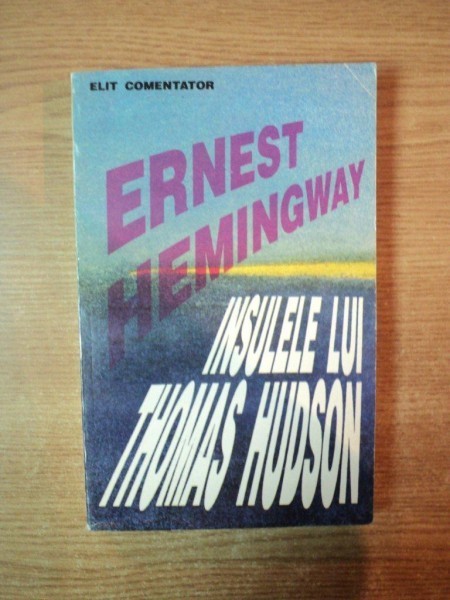 ELIT COMENTATOR
ERNEST
HEMINGWAY
INSULELE LUI
THOMAS HUDSON